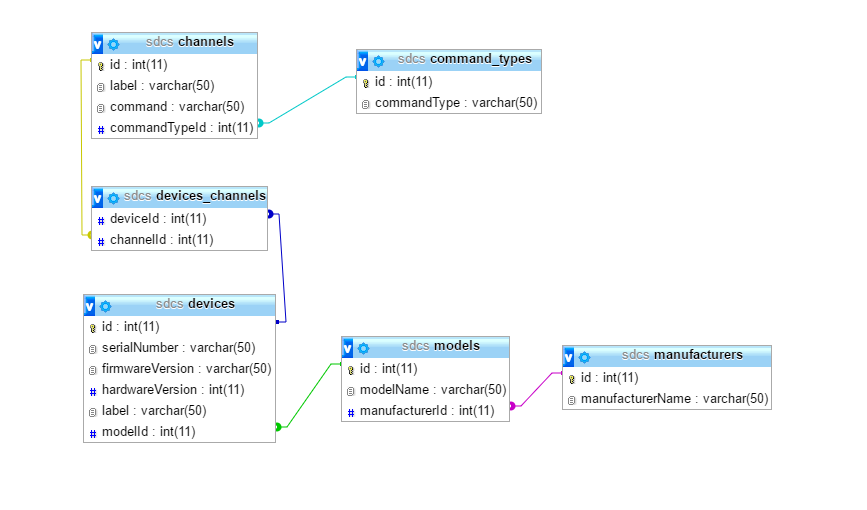 v sdcs channels
id : int(11)
label : varchar(50)
command : varchar(50)
# commandTypeId : int(11)
v sdcs command_types
id : int(11)
commandType : varchar(50)
v sdcs devices_channels
# deviceId : int(11)
# channelId : int(11)
v sdcs devices
id : int(11)
serialNumber : varchar(50)
firmwareVersion : varchar(50)
# hardwareVersion : int(11)
label : varchar(50)
# modelId : int(11)
v sdcs models
id : int(11)
modelName : varchar(50)
# manufacturerId : int(11)
v sdcs manufacturers
id : int(11)
manufacturerName : varchar(50)